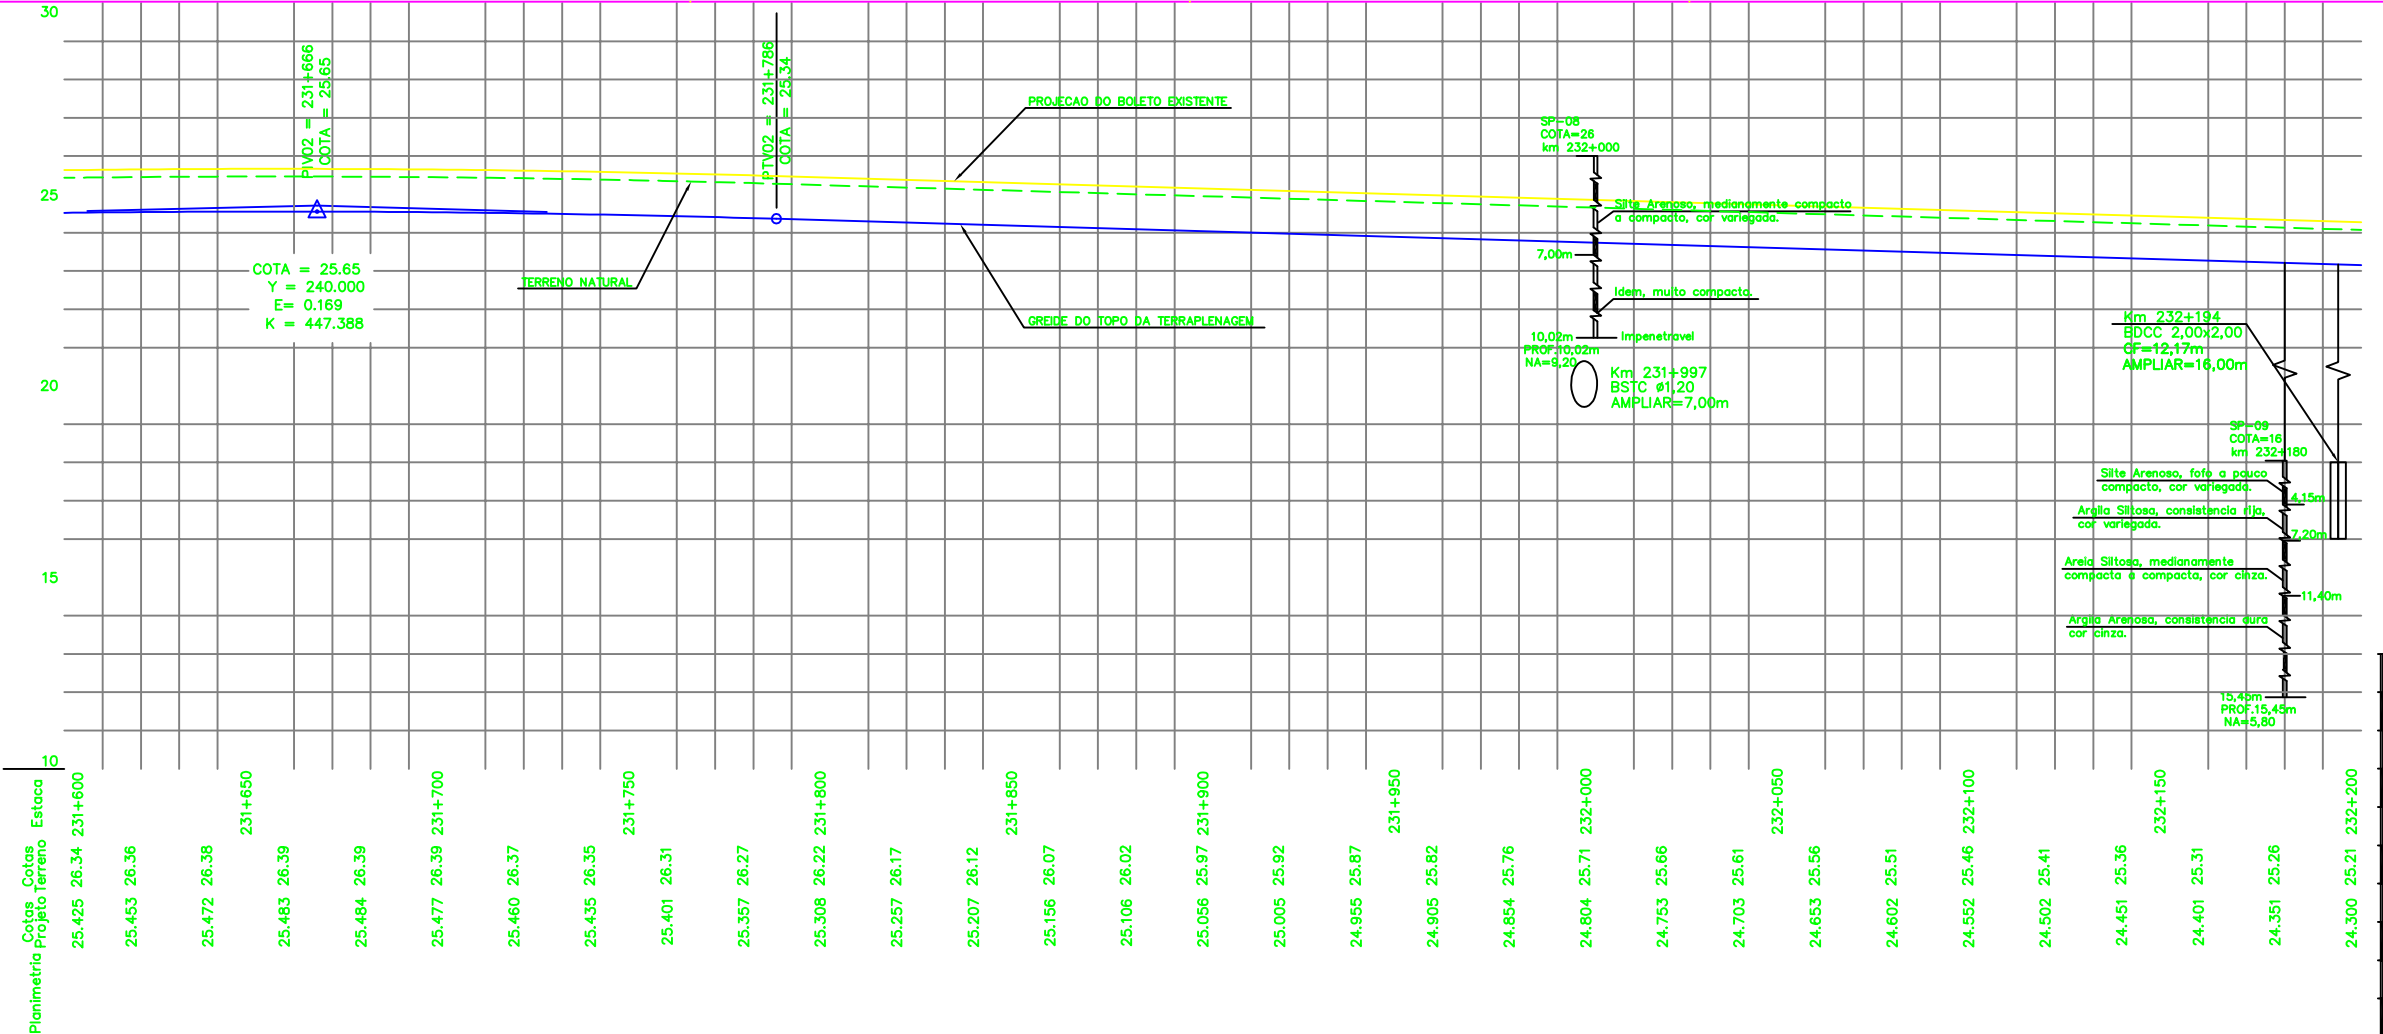 30
25
20
15
10
PIV02 = 231+666
COTA = 25.65
PTV02 = 231+786
COTA = 25.34
PROJECAO DO BOLETO EXISTENTE
SP-08
COTA=26
km 232+000
Silte Arenoso, medianamente compacto
a compacto, cor variegada.
7,00m
Idem, muito compacto.
10,02m
Impenetravel
PROF.10,02m
NA=9,20
Km 231+997
BSTC ø1,20
AMPLIAR=7,00m
COTA = 25.65
Y = 240.000
E= 0.169
K = 447.388
TERRENO NATURAL
GREIDE DO TOPO DA TERRAPLENAGEM
Km 232+194
BDCC 2,00x2,00
CF=12,17m
AMPLIAR=16,00m
SP-09
COTA=16
km 232+180
Silte Arenoso, fofo a pouco
compacto, cor variegada.
4,15m
Argila Siltosa, consistencia rija,
cor variegada.
7,20m
Areia Siltosa, medianamente
compacta a compacta, cor cinza.
11,40m
Argila Arenosa, consistencia dura
cor cinza.
15,45m
PROF.15,45m
NA=5,80
Estaca
231+600 231+650 231+700 231+750 231+800 231+850 231+900 231+950 232+000 232+050 232+100 232+150 232+200
Cotas Terreno
26.34 26.36 26.38 26.39 26.39 26.39 26.37 26.35 26.31 26.27 26.22 26.17 26.12 26.07 26.02 25.97 25.92 25.87 25.82 25.76 25.71 25.66 25.61 25.56 25.51 25.46 25.41 25.36 25.31 25.26 25.21
Cotas Projeto
25.425 25.453 25.472 25.483 25.484 25.477 25.460 25.435 25.401 25.357 25.308 25.257 25.207 25.156 25.106 25.056 25.005 24.955 24.905 24.854 24.804 24.753 24.703 24.653 24.602 24.552 24.502 24.451 24.401 24.351 24.300
Planimetria